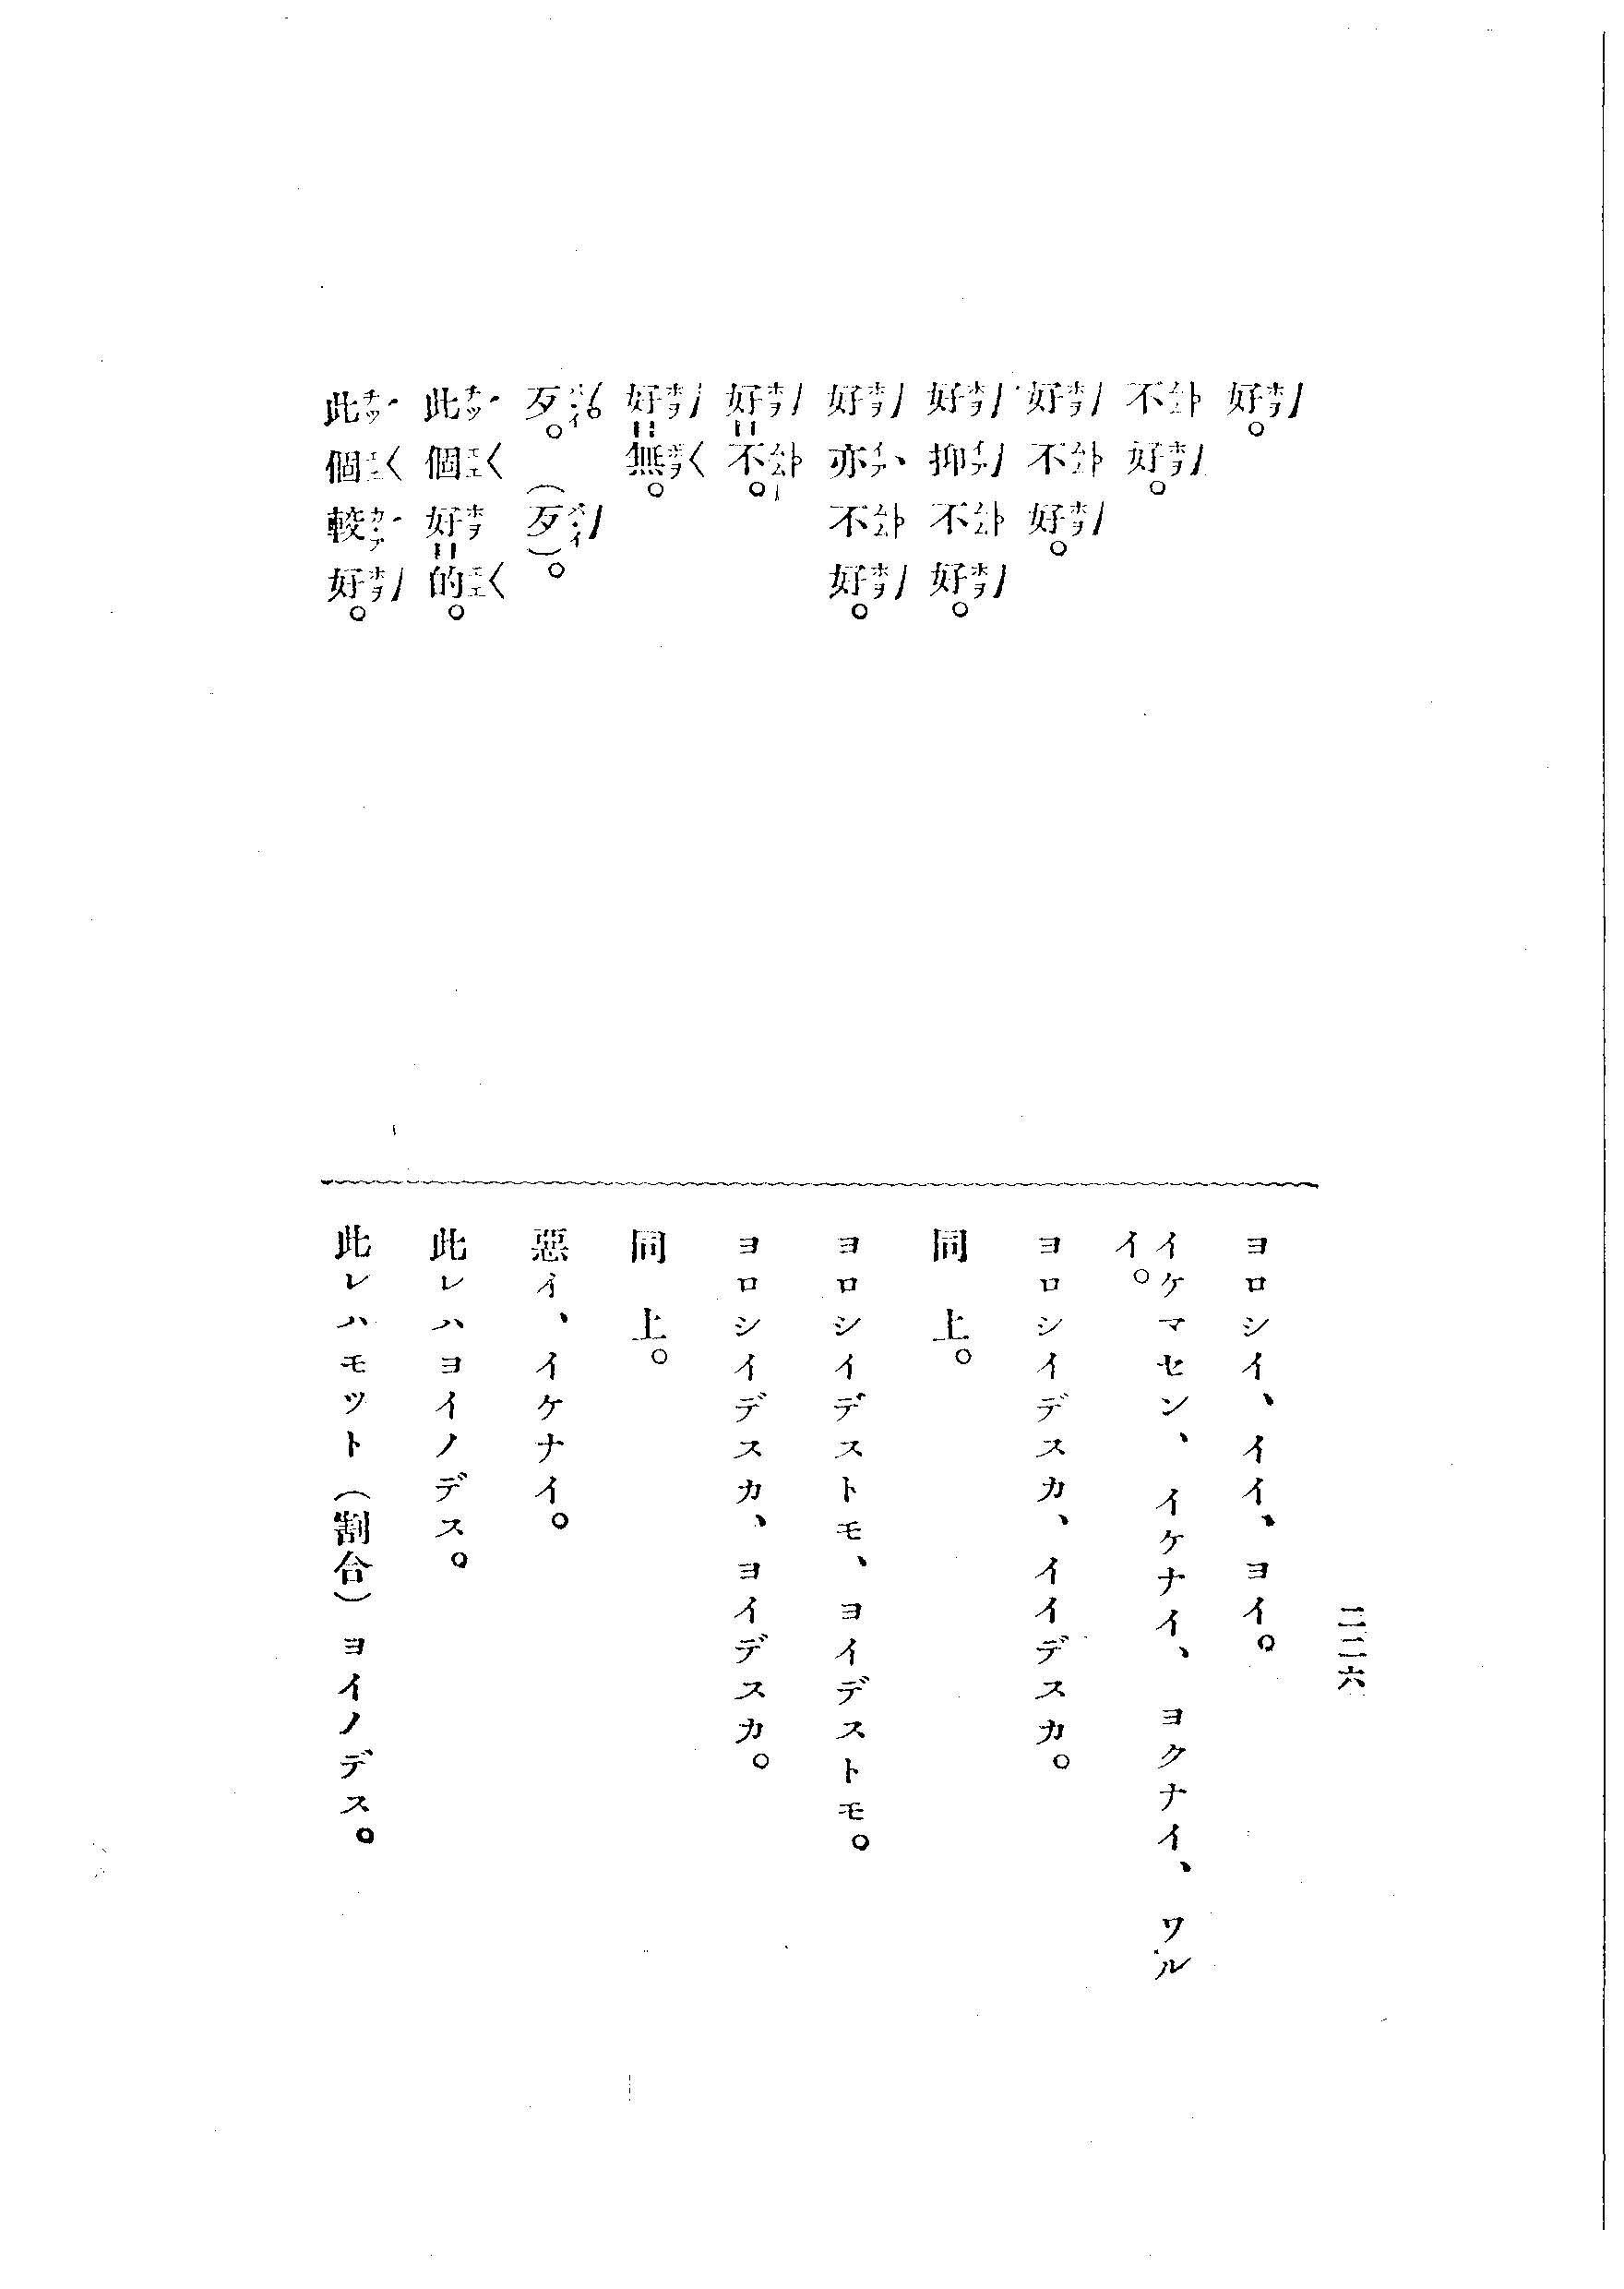 二二六
好。
不好。
好不好。
好抑不好。
好亦不好。
好不。
好無。
歹。(歹)。
此個好的。
此個較好。
ヨロシイ、イイ、ヨイ。
イケマセン、イケナイ、ヨクナイ、ワル
イ。
ヨロシイデスカ、イイデスカ。
同上。
ヨロシイデストモ、ヨイデストモ。
ヨロシイデスカ、ヨイデスカ。
同上。
惡イ、イケナイ。
此レハヨイノデス。
此レハモット(割合)ヨイノデス。